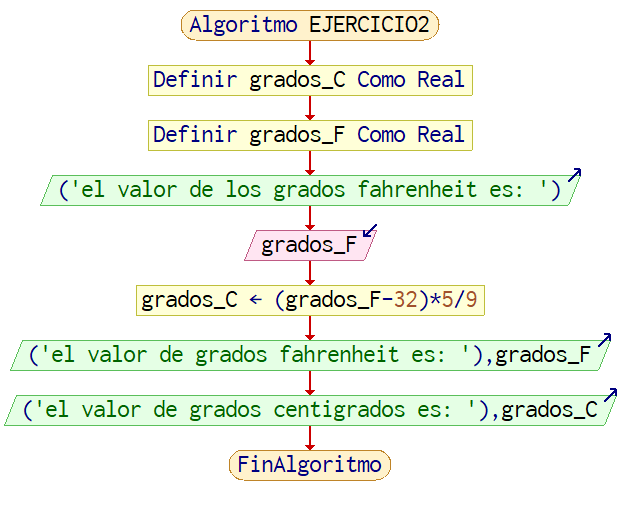 Algoritmo EJERCICIO2
Definir grados_C Como Real
Definir grados_F Como Real
('el valor de los grados fahrenheit es: ')
grados_F
grados_C ← (grados_F-32)*5/9
('el valor de grados fahrenheit es: '),grados_F
('el valor de grados centigrados es: '),grados_C
FinAlgoritmo